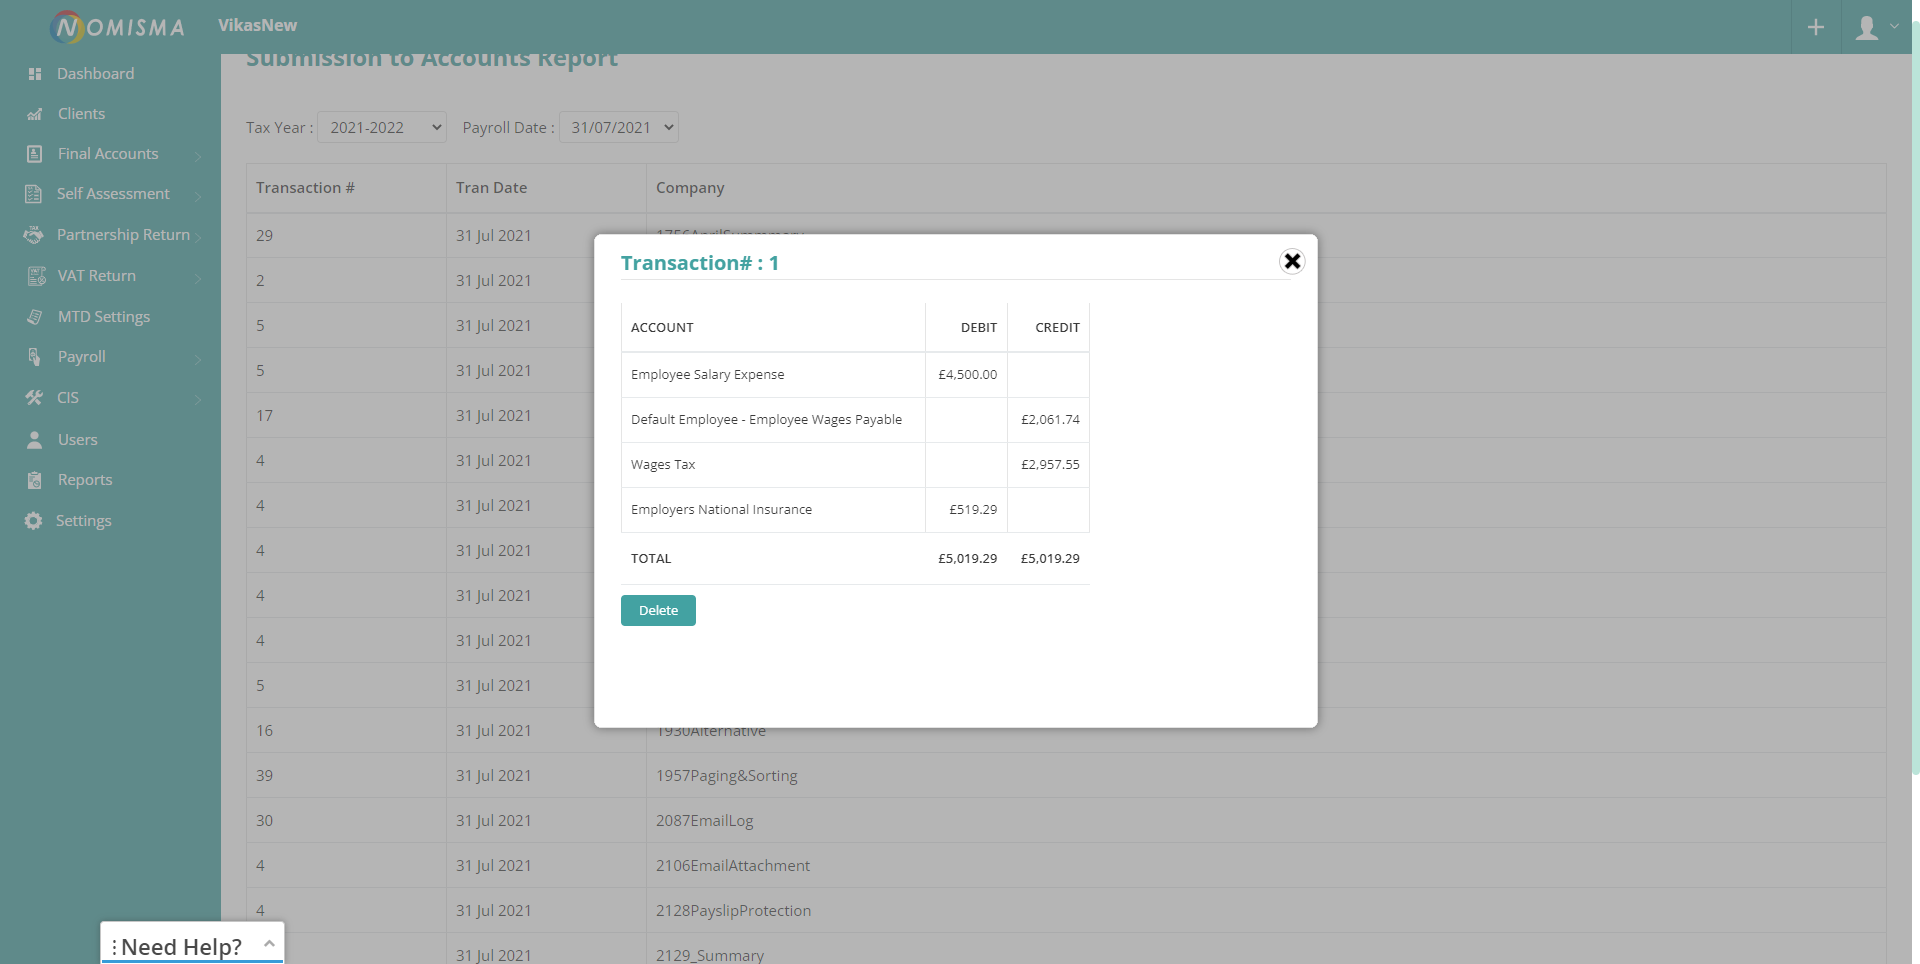 NOMISMA
VikasNew
Dashboard
Clients
Final Accounts
Self Assessment
Partnership Return
VAT Return
MTD Settings
Payroll
CIS
Users
Reports
Settings
Submission to Accounts Report
Tax Year : 2021-2022 Payroll Date : 31/07/2021
Transaction # Tran Date Company
29 31 Jul 2021 1756AprilSummmary
2 31 Jul 2021
5 31 Jul 2021
5 31 Jul 2021
17 31 Jul 2021
4 31 Jul 2021
4 31 Jul 2021
4 31 Jul 2021
4 31 Jul 2021
4 31 Jul 2021
5 31 Jul 2021
16 31 Jul 2021 1930Alternative
39 31 Jul 2021 1957Paging&Sorting
30 31 Jul 2021 2087EmailLog
4 31 Jul 2021 2106EmailAttachment
4 31 Jul 2021 2128PayslipProtection
31 Jul 2021 2129_Summary
Transaction# : 1
ACCOUNT DEBIT CREDIT
Employee Salary Expense £4,500.00
Default Employee - Employee Wages Payable £2,061.74
Wages Tax £2,957.55
Employers National Insurance £519.29
TOTAL £5,019.29 £5,019.29
Delete
Need Help?